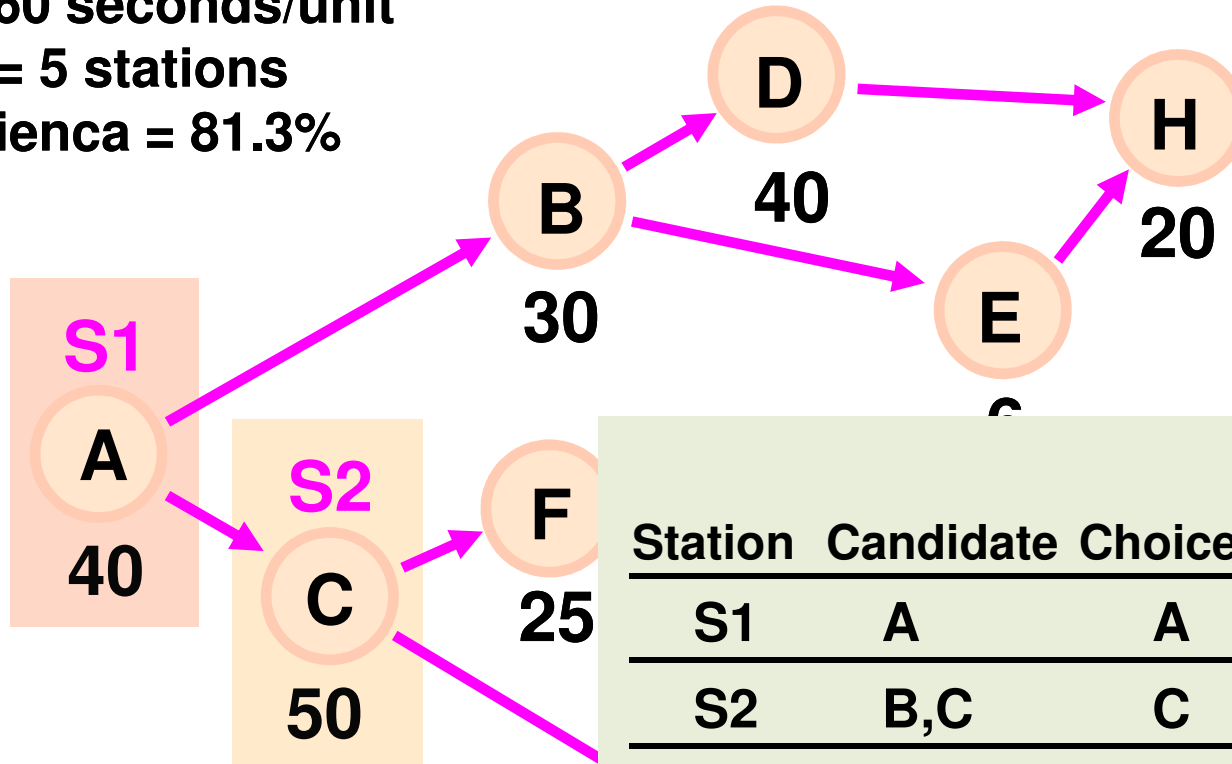 60 seconds/unit
= 5 stations
ienca = 81.3%
D
H
40
B
20
30
E
S1
A
S2
F
40
C
25
50
Station Candidate Choice
S1 A A
S2 B,C C